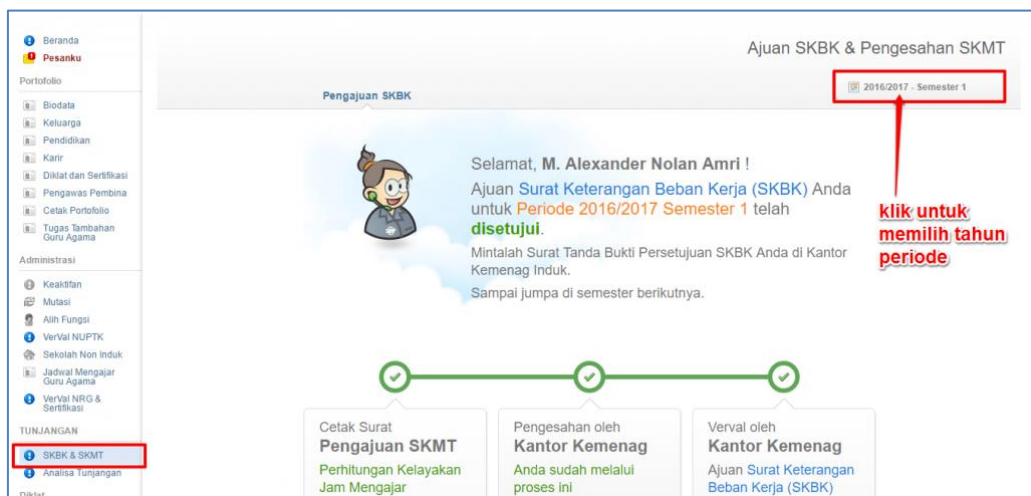 Beranda
Pesanku
Portofolio
Biodata
Keluarga
Pendidikan
Karir
Diklat dan Sertifikasi
Pengawas Pembina
Cetak Portofolio
Tugas Tambahan
Guru Agama
Administrasi
Keaktifan
Mutasi
Alih Fungsi
VerVal NUPTK
Sekolah Non Induk
Jadwal Mengajar
Guru Agama
VerVal NRG &
Sertifikasi
TUNJANGAN
SKBK & SKMT
Analisa Tunjangan
Diklat
Ajuan SKBK & Pengesahan SKMT
2016/2017 - Semester 1
Pengajuan SKBK
Selamat, M. Alexander Nolan Amri !
Ajuan Surat Keterangan Beban Kerja (SKBK) Anda
untuk Periode 2016/2017 Semester 1 telah
disetujui.
Mintalah Surat Tanda Bukti Persetujuan SKBK Anda di Kantor
Kemenag Induk.
Sampai jumpa di semester berikutnya.
klik untuk
memilih tahun
periode
Cetak Surat
Pengajuan SKMT
Perhitungan Kelayakan
Jam Mengajar
Pengesahan oleh
Kantor Kemenag
Anda sudah melalui
proses ini
Verval oleh
Kantor Kemenag
Ajuan Surat Keterangan
Beban Kerja (SKBK)